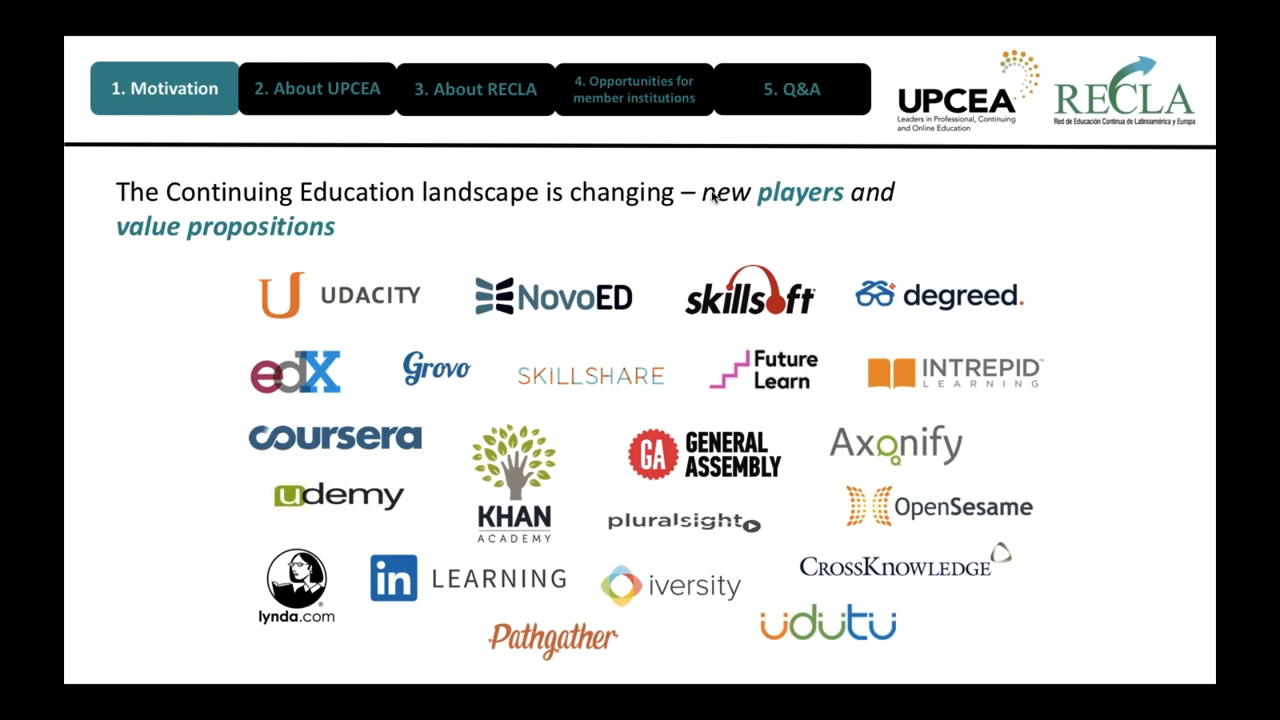 1. Motivation
2. About UPCEA
3. About RECLA
4. Opportunities for
member institutions
5. Q&A
UPCEA
Leaders in Professional, Continuing
and Online Education
RECLA
Red de Educación Continua de Latinoamérica y Europa
The Continuing Education landscape is changing – new players and
value propositions
UDACITY
NovoED
skillsoft
degreed.
edX
Grovo
SKILLSHARE
Future
Learn
INTREPID™
LEARNING
coursera
KHAN
ACADEMY
GA
GENERAL
ASSEMBLY
Axonify
udemy
pluralsight
OpenSesame
lynda.com
in LEARNING
iversity
CROSSKNOWLEDGE
Pathgather
udutu